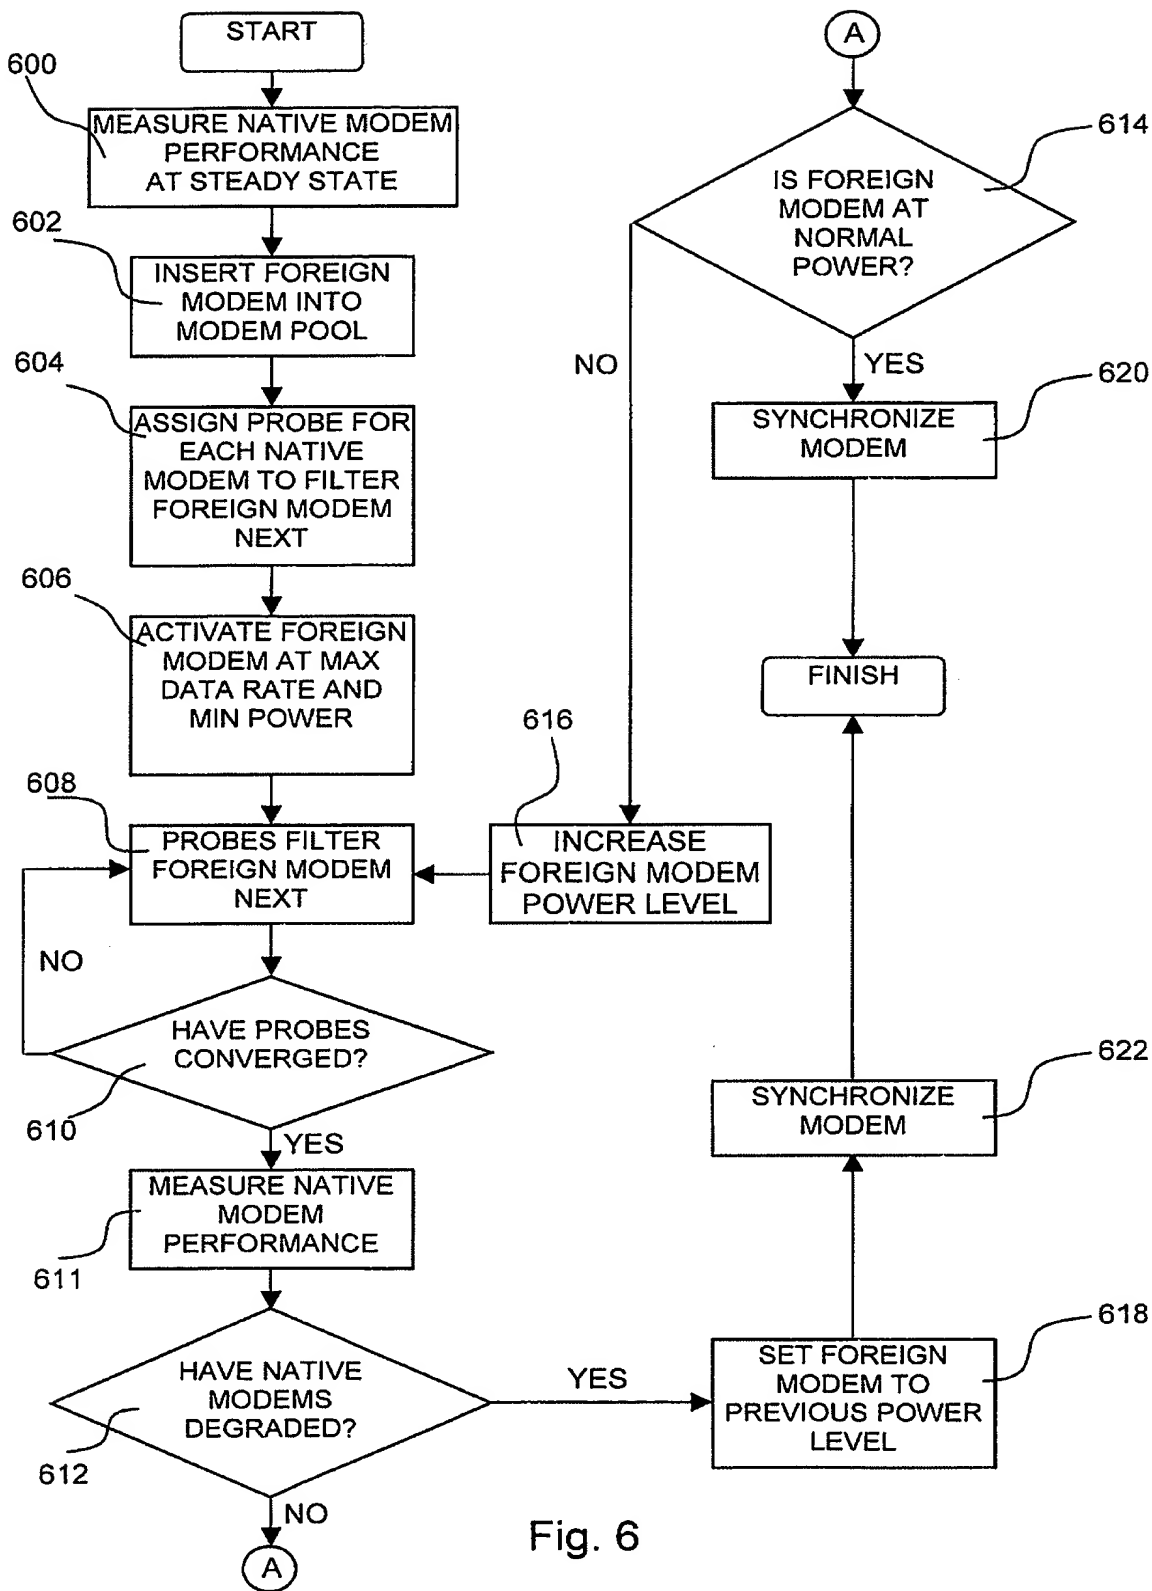 START
600
MEASURE NATIVE MODEM
PERFORMANCE
AT STEADY STATE
602
INSERT FOREIGN
MODEM INTO
MODEM POOL
604
ASSIGN PROBE FOR
EACH NATIVE
MODEM TO FILTER
FOREIGN MODEM
NEXT
606
ACTIVATE FOREIGN
MODEM AT MAX
DATA RATE AND
MIN POWER
608
PROBES FILTER
FOREIGN MODEM
NEXT
NO
HAVE PROBES
CONVERGED?
610
YES
MEASURE NATIVE
MODEM
PERFORMANCE
611
HAVE NATIVE
MODEMS
DEGRADED?
612
YES
NO
A
A
614
IS FOREIGN
MODEM AT
NORMAL
POWER?
NO
YES
620
SYNCHRONIZE
MODEM
FINISH
616
INCREASE
FOREIGN MODEM
POWER LEVEL
622
SYNCHRONIZE
MODEM
618
SET FOREIGN
MODEM TO
PREVIOUS POWER
LEVEL
Fig. 6